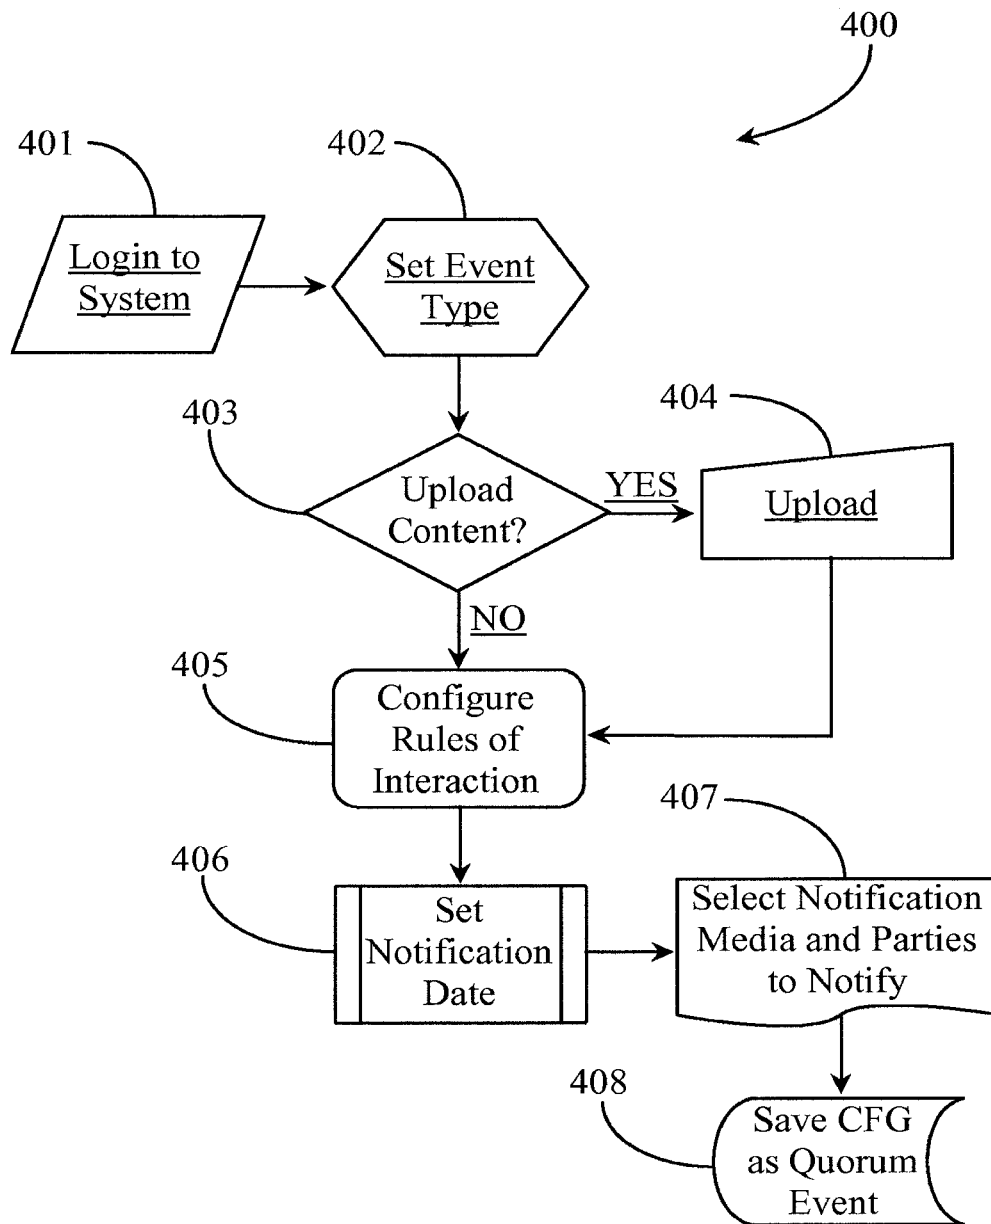 400
401
402
Login to
System
Set Event
Type
403
404
Upload
Content?
YES
Upload
NO
405
Configure
Rules of
Interaction
407
406
Set
Notification
Date
Select Notification
Media and Parties
to Notify
408
Save CFG
as Quorum
Event